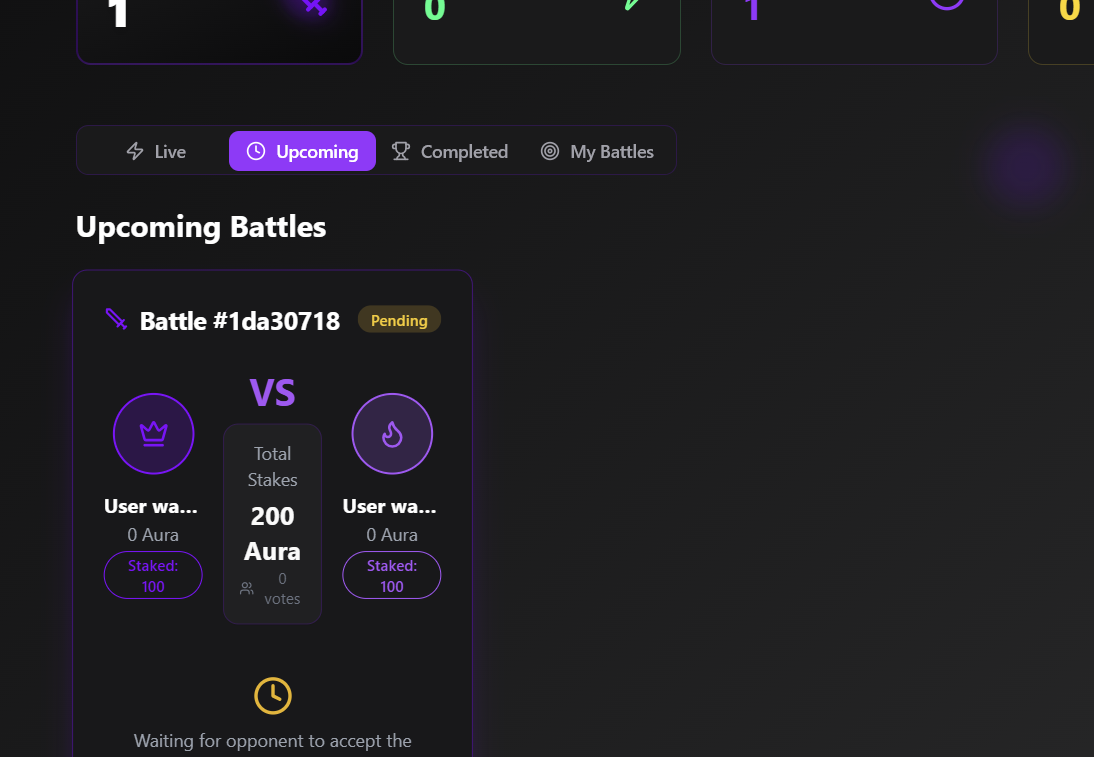 1 0 1 0
Live Upcoming Completed My Battles
Upcoming Battles
Battle #1da30718 Pending
VS
Total
Stakes
200
Aura
0
votes
User wa...
0 Aura
Staked:
100
User wa...
0 Aura
Staked:
100
Waiting for opponent to accept the